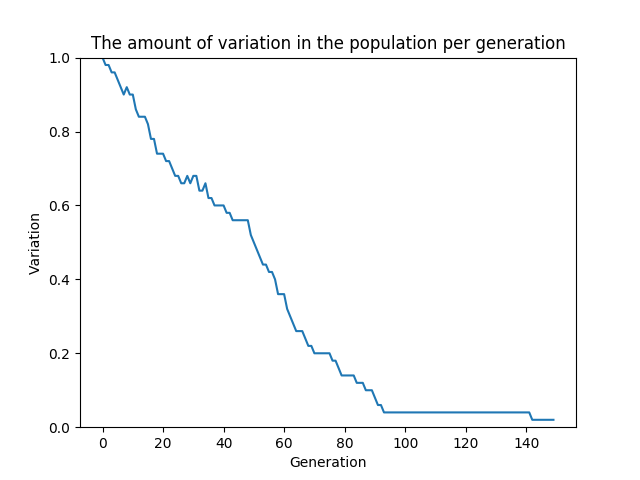 The amount of variation in the population per generation
1.0
0.8
0.6
0.4
0.2
0.0
Variation
0 20 40 60 80 100 120 140
Generation